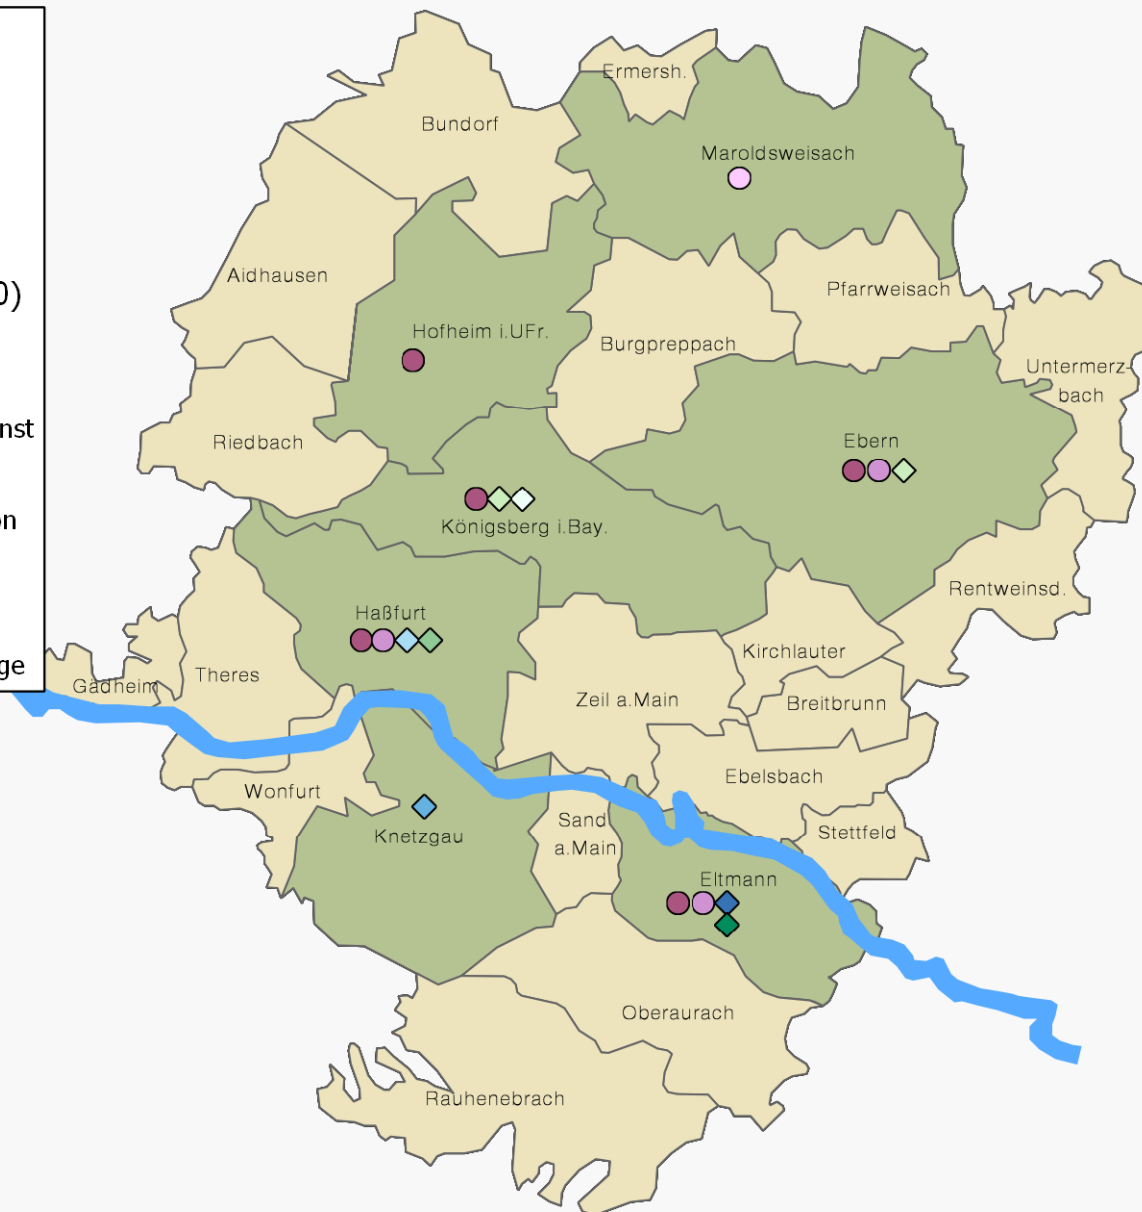 Ermersh.
Bundorf
Maroldsweisach
Aidhausen
Pfarrweisach
0)
Hofheim i.UFr.
Burgpreppach
Untermerz-
bach
nst
Riedbach
Ebern
on
Königsberg i.Bay.
Rentweinsd.
Haßfurt
Kirchlauter
ge
Theres
Gädheim
Zeil a.Main
Breitbrunn
Ebelsbach
Wonfurt
Sand
a.Main
Stettfeld
Knetzgau
Eltmann
Oberaurach
Rauhenebrach